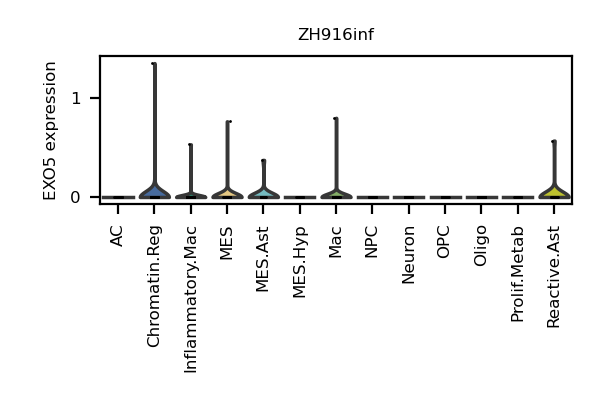 ZH916inf
EXO5 expression
1
0
AC
Chromatin.Reg
Inflammatory.Mac
MES
MES.Ast
MES.Hyp
Mac
NPC
Neuron
OPC
Oligo
Prolif.Metab
Reactive.Ast